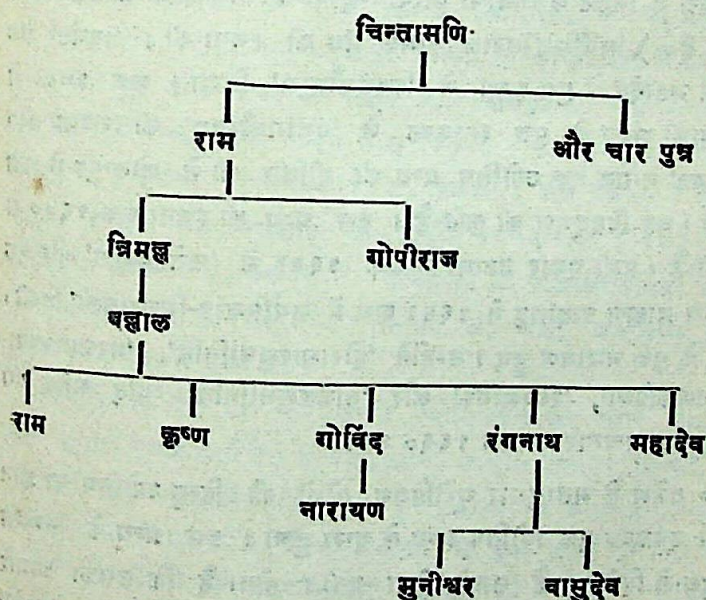 चिन्तामणि
राम और चार पुत्र
त्रिमल्ल गोपीराज
बल्लाल
राम कृष्ण गोविंद रंगनाथ महादेव
नारायण
मुनीश्वर वासुदेव